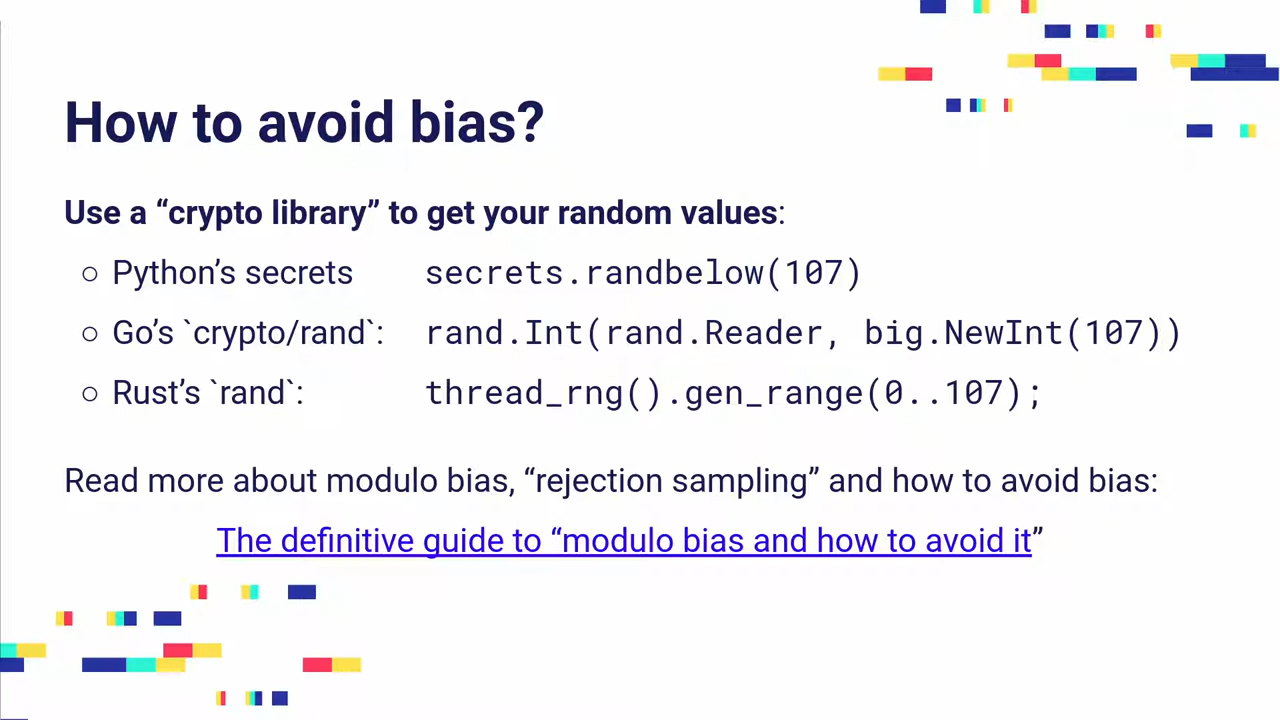 How to avoid bias?
Use a “crypto library” to get your random values:
○ Python’s secrets secrets.randbelow(107)
○ Go’s `crypto/rand`: rand.Int(rand.Reader, big.NewInt(107))
○ Rust’s `rand`: thread_rng().gen_range(0..107);
Read more about modulo bias, “rejection sampling” and how to avoid bias:
The definitive guide to “modulo bias and how to avoid it”